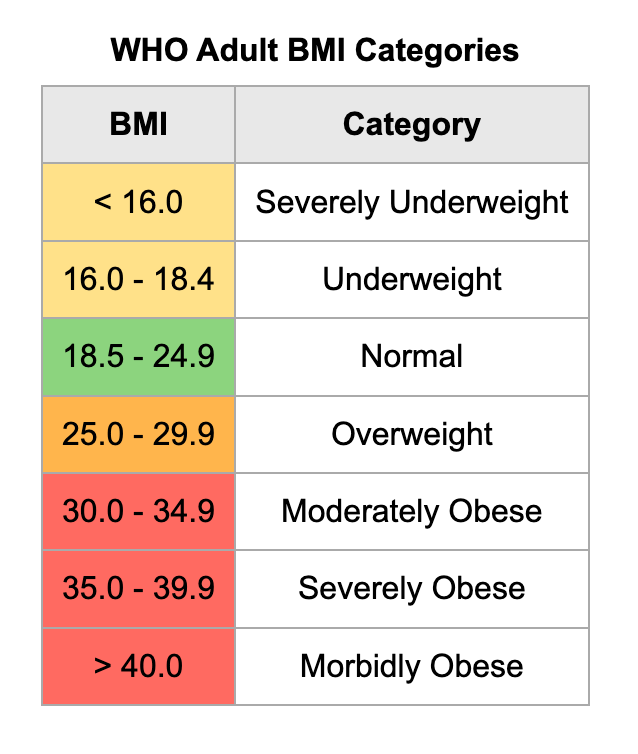 WHO Adult BMI Categories
BMI Category
< 16.0 Severely Underweight
16.0 - 18.4 Underweight
18.5 - 24.9 Normal
25.0 - 29.9 Overweight
30.0 - 34.9 Moderately Obese
35.0 - 39.9 Severely Obese
> 40.0 Morbidly Obese